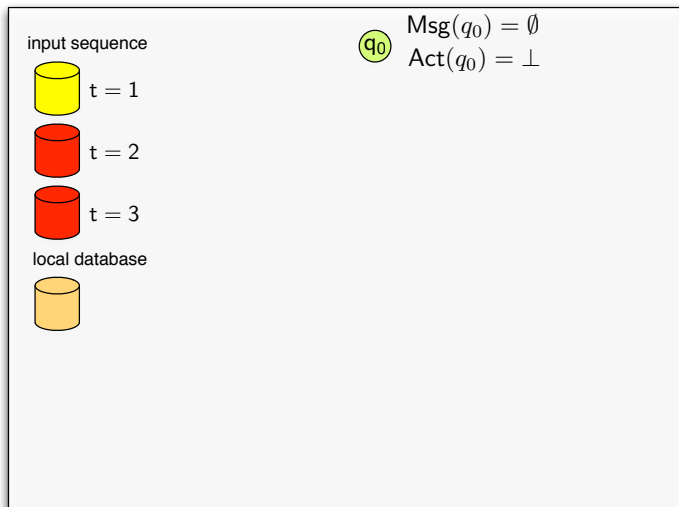 input sequence
t = 1
t = 2
t = 3
local database
q₀
Msg(q₀) = ∅
Act(q₀) = ⊥